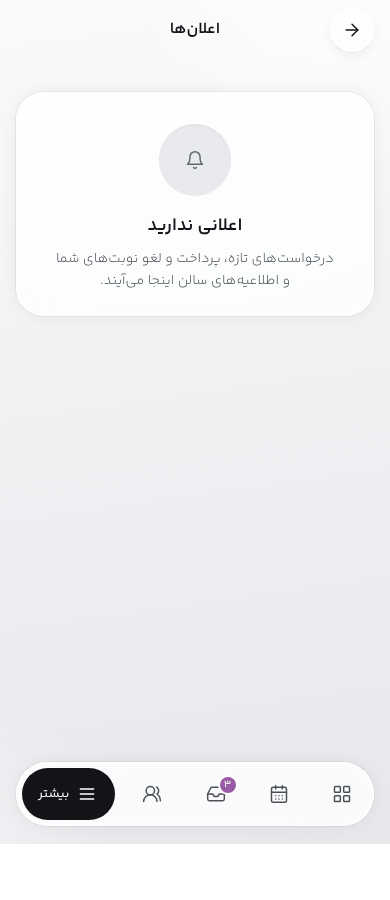 اعلان‌ها
اعلانی ندارید
درخواست‌های تازه، پرداخت و لغو نوبت‌های شما
و اطلاعیه‌های سالن اینجا می‌آیند.
۳
بیشتر